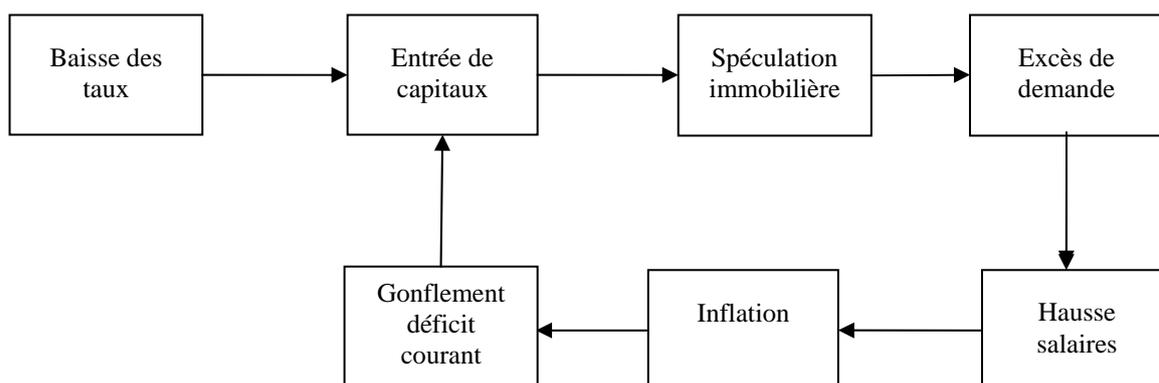 Baisse des
taux
Entrée de
capitaux
Spéculation
immobilière
Excès de
demande
Gonflement
déficit
courant
Inflation
Hausse
salaires